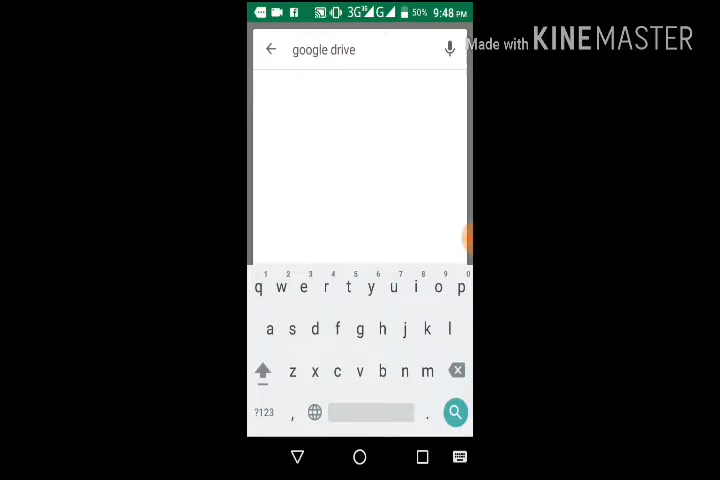 3G 3G G 50% 9:48 PM
google drive
Made with KINEMASTER
1 2 3 4 5 6 7 8 9 0
q w e r t y u i o p
a s d f g h j k l
z x c v b n m
?123 , .